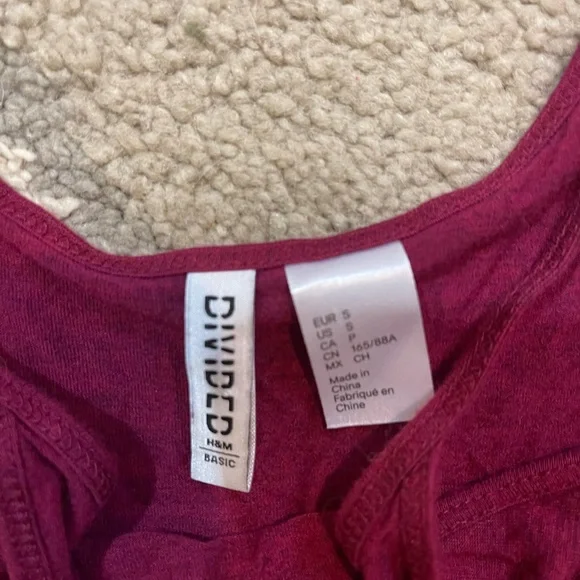 DIVIDED
H&M
BASIC
EUR S
US S
CA P
CN 165/88A
MX CH
Made in
China
Fabriqué en
Chine